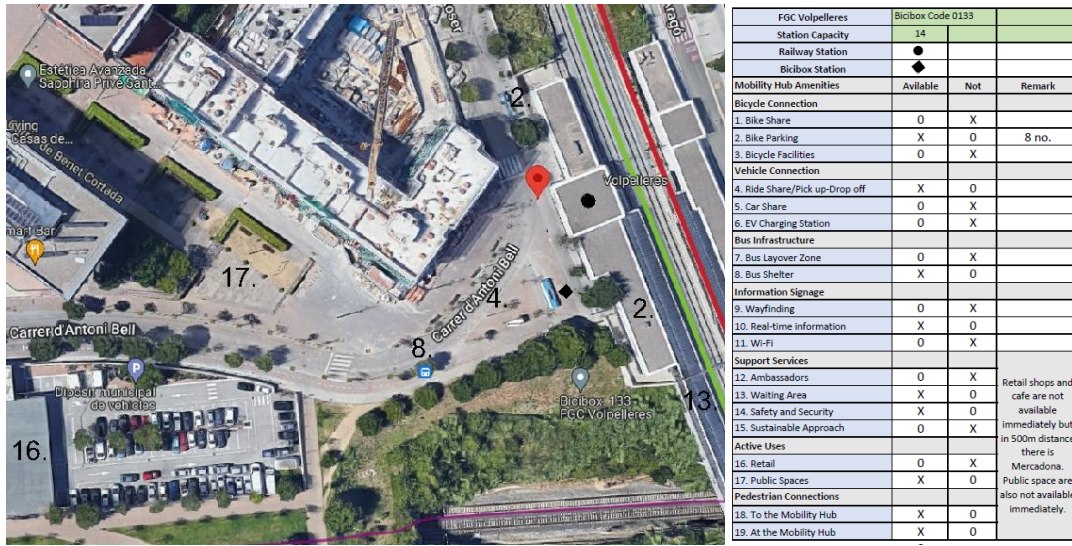 Estética Avanzada
Sapphira Privé Sant...
Living
Casas de...
de Benet Cortada
mart Bar
Carrer d'Antoni Bell
Dipòsit municipal
de vehicles
P
16.
17.
8.
4.
Carrer d'Antoni Bell
oser
2.
Aragó
Volpelleres
2.
13.
Bicibox 133 -
FGC Volpelleres
FGC Volpelleres Bicibox Code 0133
Station Capacity 14
Railway Station ●
Bicibox Station ◆
Mobility Hub Amenities Avilable Not Remark
Bicycle Connection
1. Bike Share 0 X
2. Bike Parking X 0 8 no.
3. Bicycle Facilities 0 X
Vehicle Connection
4. Ride Share/Pick up-Drop off X 0
5. Car Share 0 X
6. EV Charging Station 0 X
Bus Infrastructure
7. Bus Layover Zone 0 X
8. Bus Shelter X 0
Information Signage
9. Wayfinding 0 X
10. Real-time information X 0
11. Wi-Fi 0 X
Support Services
12. Ambassadors 0 X
13. Waiting Area X 0
14. Safety and Security X 0
15. Sustainable Approach X 0
Active Uses
16. Retail 0 X
17. Public Spaces X 0
Pedestrian Connections
18. To the Mobility Hub X 0
19. At the Mobility Hub X 0
Retail shops and
cafe are not
available
immediately but
in 500m distance
there is
Mercadona.
Public space are
also not available
immediately.